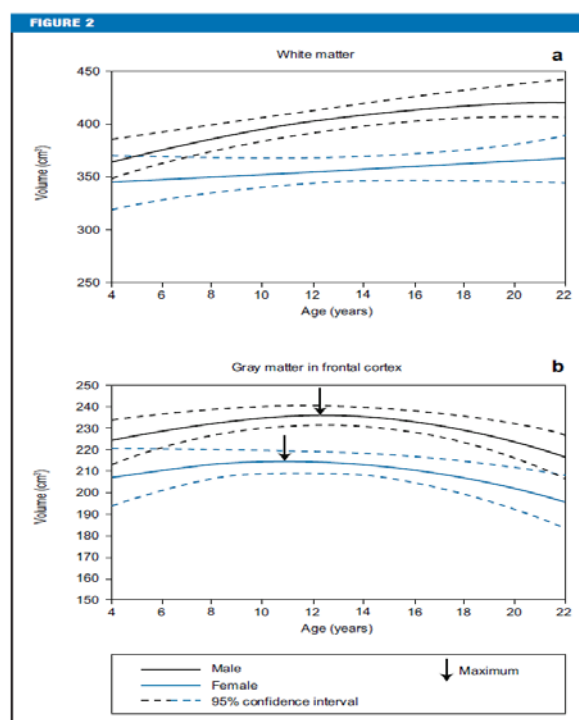 FIGURE 2
White matter
a
Volume (cm³)
450
400
350
300
250
4 6 8 10 12 14 16 18 20 22
Age (years)
Gray matter in frontal cortex
b
Volume (cm³)
250
240
230
220
210
200
190
180
170
160
150
4 6 8 10 12 14 16 18 20 22
Age (years)
Male
Female
95% confidence interval
Maximum